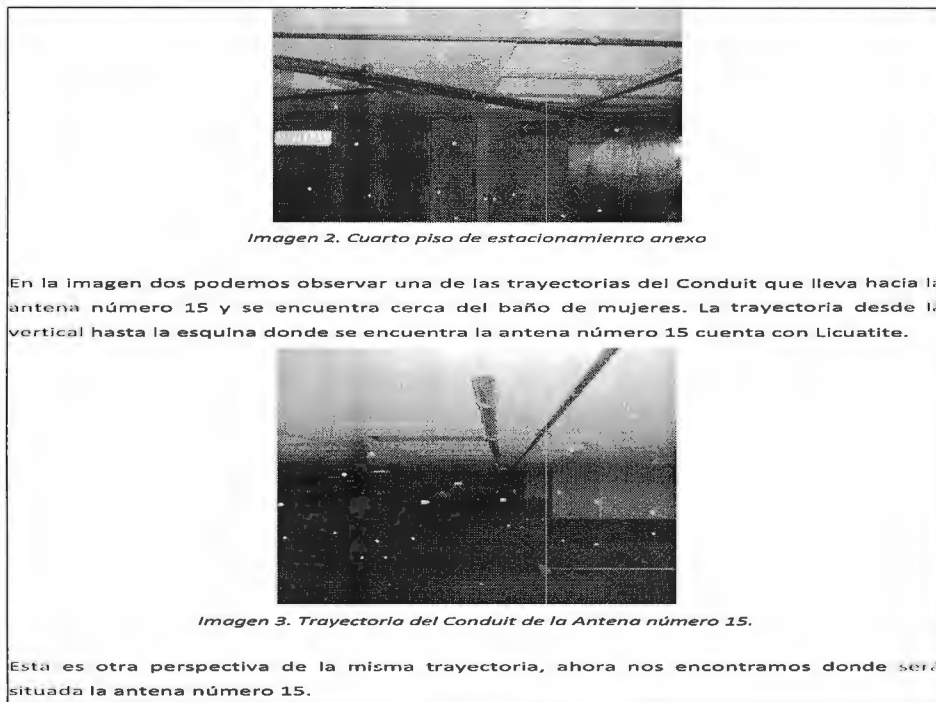 Imagen 2. Cuarto piso de estacionamiento anexo
En la imagen dos podemos observar una de las trayectorias del Conduit que lleva hacia la
antena número 15 y se encuentra cerca del baño de mujeres. La trayectoria desde la
vertical hasta la esquina donde se encuentra la antena número 15 cuenta con Licuatite.
Imagen 3. Trayectoria del Conduit de la Antena número 15.
Esta es otra perspectiva de la misma trayectoria, ahora nos encontramos donde será
situada la antena número 15.